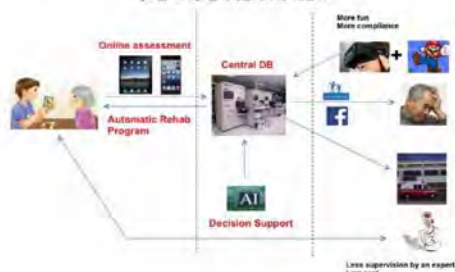 More fun
More compliance
Online assessment
Central DB
Automatic Rehab
Program
AI
Decision Support
Less supervision by an expert